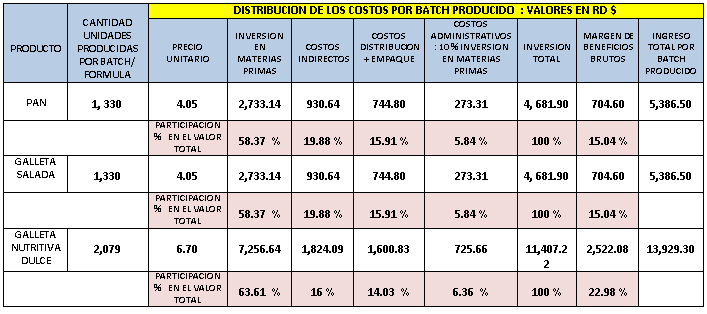 DISTRIBUCION DE LOS COSTOS POR BATCH PRODUCIDO : VALORES EN RD $
PRODUCTO
CANTIDAD
UNIDADES
PRODUCIDAS
POR BATCH/
FORMULA
PRECIO
UNITARIO
INVERSION
EN
MATERIAS
PRIMAS
COSTOS
INDIRECTOS
COSTOS
DISTRIBUCION
+ EMPAQUE
COSTOS
ADMINISTRATIVOS
: 10 % INVERSION
EN MATERIAS
PRIMAS
INVERSION
TOTAL
MARGEN DE
BENEFICIOS
BRUTOS
INGRESO
TOTAL POR
BATCH
PRODUCIDO
PAN 1, 330 4.05 2,733.14 930.64 744.80 273.31 4, 681.90 704.60 5,386.50
PARTICIPACION
% EN EL VALOR
TOTAL
58.37 % 19.88 % 15.91 % 5.84 % 100 % 15.04 %
GALLETA
SALADA
1,330 4.05 2,733.14 930.64 744.80 273.31 4, 681.90 704.60 5,386.50
PARTICIPACION
% EN EL VALOR
TOTAL
58.37 % 19.88 % 15.91 % 5.84 % 100 % 15.04 %
GALLETA
NUTRITIVA
DULCE
2,079 6.70 7,256.64 1,824.09 1,600.83 725.66 11,407.2
2
2,522.08 13,929.30
PARTICIPACION
% EN EL VALOR
TOTAL
63.61 % 16 % 14.03 % 6.36 % 100 % 22.98 %